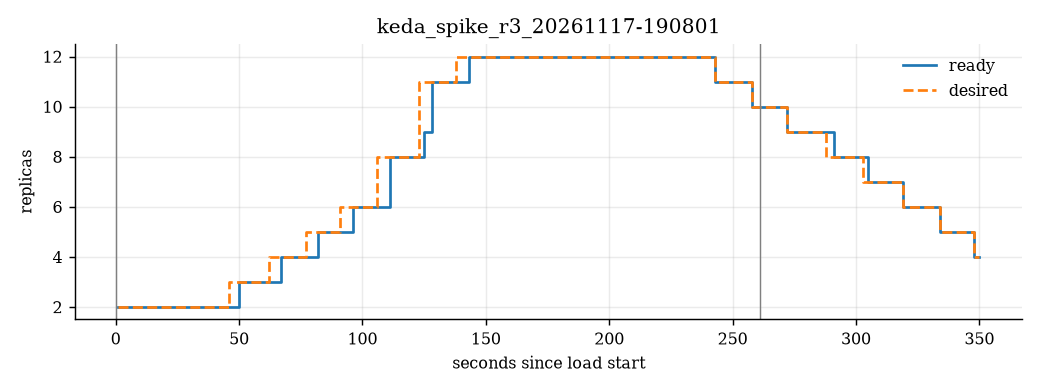 keda_spike_r3_20261117-190801
12
10
8
6
4
2
replicas
ready
desired
0 50 100 150 200 250 300 350
seconds since load start